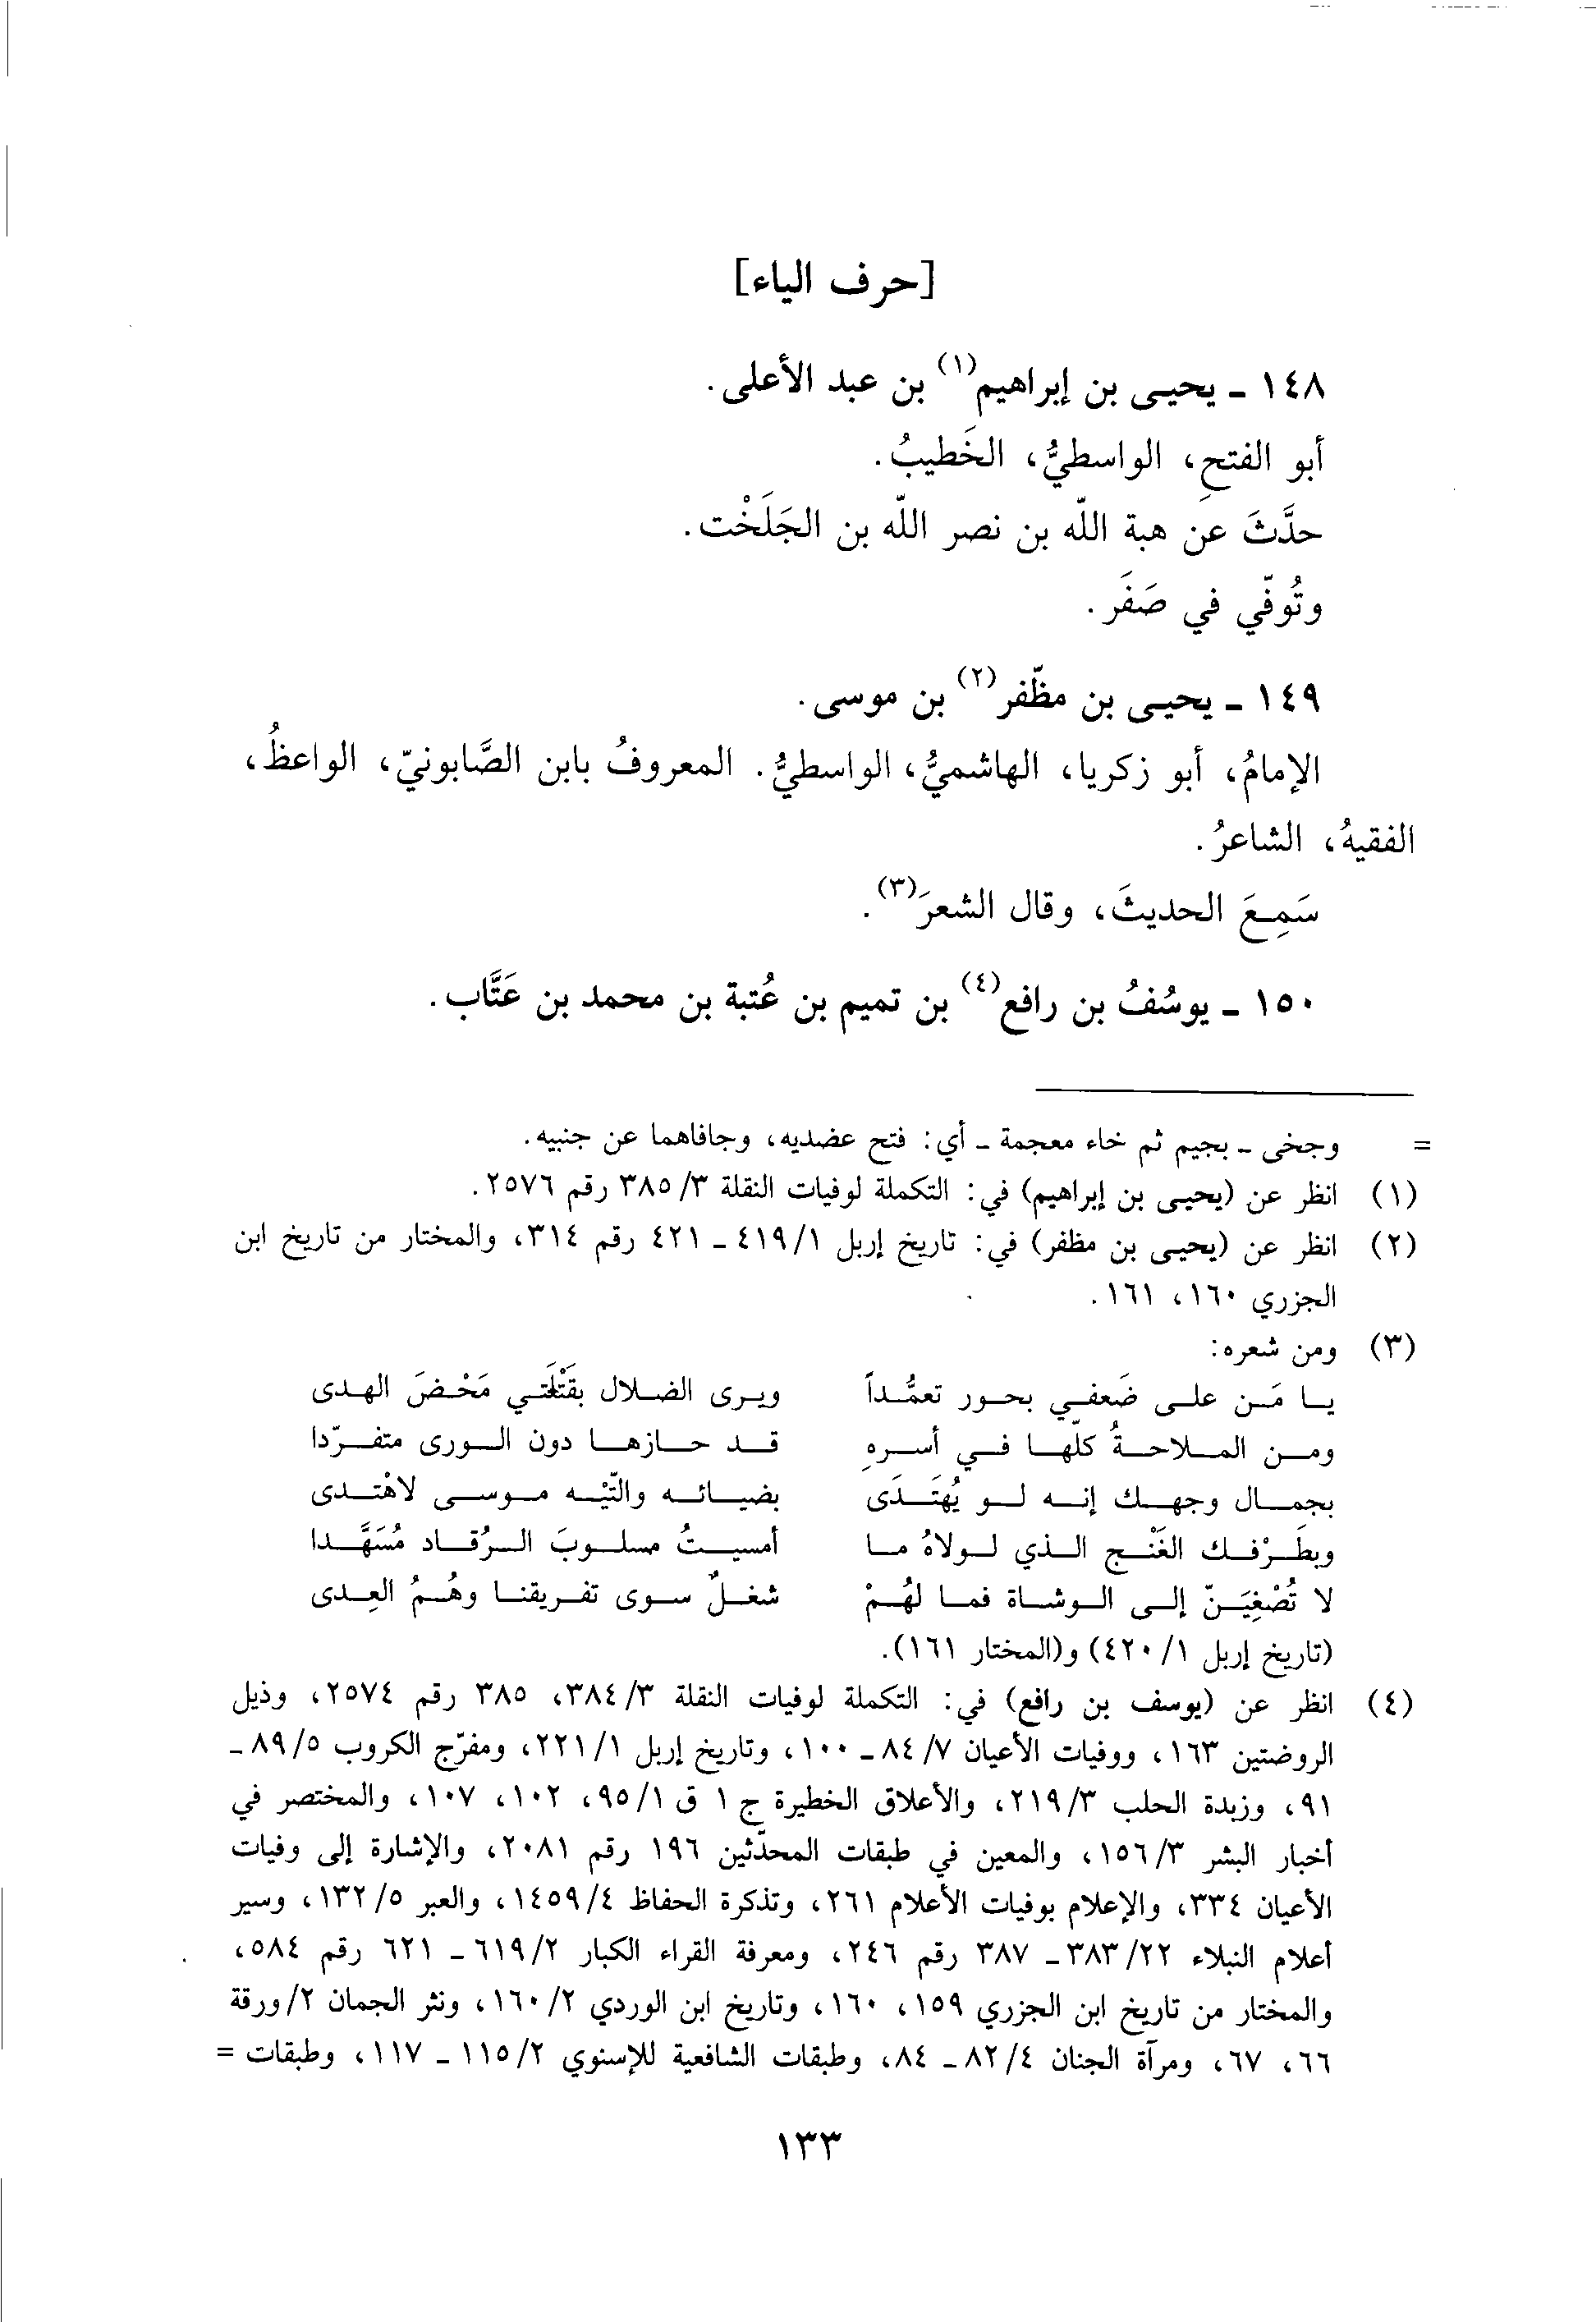 [حرف الياء]
١٤٨ ـ يحيـى بن إبراهيم(١) بن عبد الأعلى.
أبو الفتحِ، الواسطيُّ، الخَطيبُ.
حدَّثَ عن هبة اللّه بن نصر اللّه بن الجَلَخْت.
وتُوفّي في صَفَر.
١٤٩ ـ يحيـى بن مظّفر(٢) بن موسى.
الإمامُ، أبو زكريا، الهاشميُّ، الواسطيُّ. المعروفُ بابن الصَّابونيّ، الواعظُ،
الفقيهُ، الشاعرُ.
سَمِعَ الحديثَ، وقال الشعرَ(٣).
١٥٠ ـ يوسُفُ بن رافع(٤) بن تميم بن عُتبة بن محمد بن عَتَّاب.
= وجخى ـ بجيم ثم خاء معجمة ـ أي: فتح عضديه، وجافاهما عن جنبيه.
(١) انظر عن (يحيـى بن إبراهيم) في: التكملة لوفيات النقلة ٣/ ٣٨٥ رقم ٢٥٧٦.
(٢) انظر عن (يحيـى بن مظفر) في: تاريخ إربل ١/ ٤١٩ ـ ٤٢١ رقم ٣١٤، والمختار من تاريخ ابن
الجزري ١٦٠، ١٦١.
(٣) ومن شعره:
يا مَن على ضَعفي بحور تعمُّداً ويرى الضلال بقَتْلَتي مَحْضَ الهدى
ومن الملاحةُ كلّها في أسرهِ قد حازها دون الورى متفرّدا
بجمال وجهك إنه لو يُهتَدَى بضيائه والتّيْه موسى لاهْتدى
وبطَرْفك الغَنْج الذي لولاهُ ما أمسيتُ مسلوبَ الرُقاد مُسَهَّدا
لا تُصْغِيَنّ إلى الوشاة فما لهُمْ شغلٌ سوى تفريقنا وهُمُ العِدى
(تاريخ إربل ١/ ٤٢٠) و(المختار ١٦١).
(٤) انظر عن (يوسف بن رافع) في: التكملة لوفيات النقلة ٣/ ٣٨٤، ٣٨٥ رقم ٢٥٧٤، وذيل
الروضتين ١٦٣، ووفيات الأعيان ٧/ ٨٤ ـ ١٠٠، وتاريخ إربل ١/ ٢٢١، ومفرّج الكروب ٥/ ٨٩ ـ
٩١، وزبدة الحلب ٣/ ٢١٩، والأعلاق الخطيرة ج ١ ق ١/ ٩٥، ١٠٢، ١٠٧، والمختصر في
أخبار البشر ٣/ ١٥٦، والمعين في طبقات المحدّثين ١٩٦ رقم ٢٠٨١، والإشارة إلى وفيات
الأعيان ٣٣٤، والإعلام بوفيات الأعلام ٢٦١، وتذكرة الحفاظ ٤/ ١٤٥٩، والعبر ٥/ ١٣٢، وسير
أعلام النبلاء ٢٢/ ٣٨٣ ـ ٣٨٧ رقم ٢٤٦، ومعرفة القراء الكبار ٢/ ٦١٩ ـ ٦٢١ رقم ٥٨٤،
والمختار من تاريخ ابن الجزري ١٥٩، ١٦٠، وتاريخ ابن الوردي ٢/ ١٦٠، ونثر الجمان ٢/ ورقة
٦٦، ٦٧، ومرآة الجنان ٤/ ٨٢ ـ ٨٤، وطبقات الشافعية للإسنوي ٢/ ١١٥ ـ ١١٧، وطبقات =
١٣٣